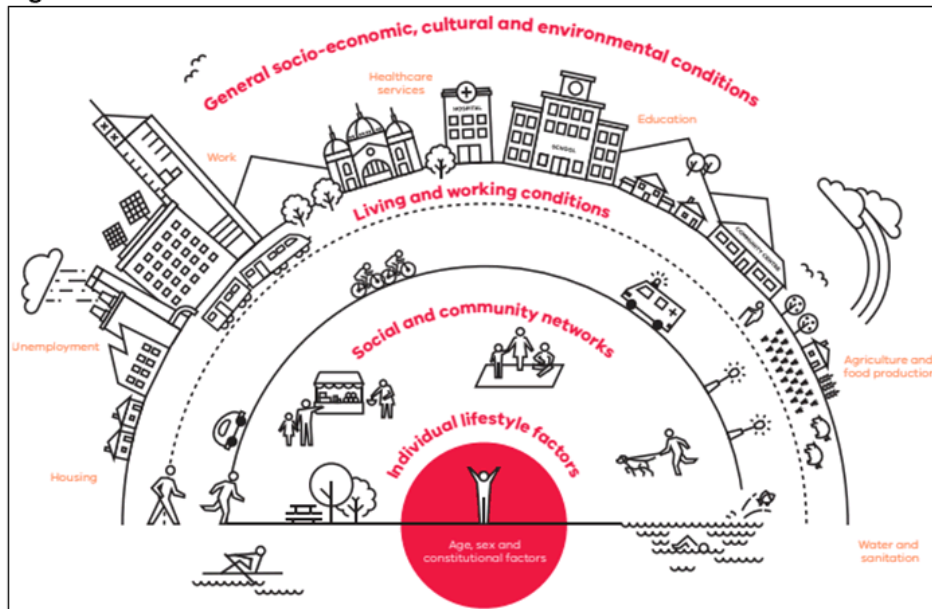 General socio-economic, cultural and environmental conditions
Healthcare
services
HOSPITAL
Education
SCHOOL
Work
Living and working conditions
COMMUNITY CENTRE
Social and community networks
Unemployment
Agriculture and
food production
Individual lifestyle factors
Housing
Age, sex and
constitutional factors
Water and
sanitation